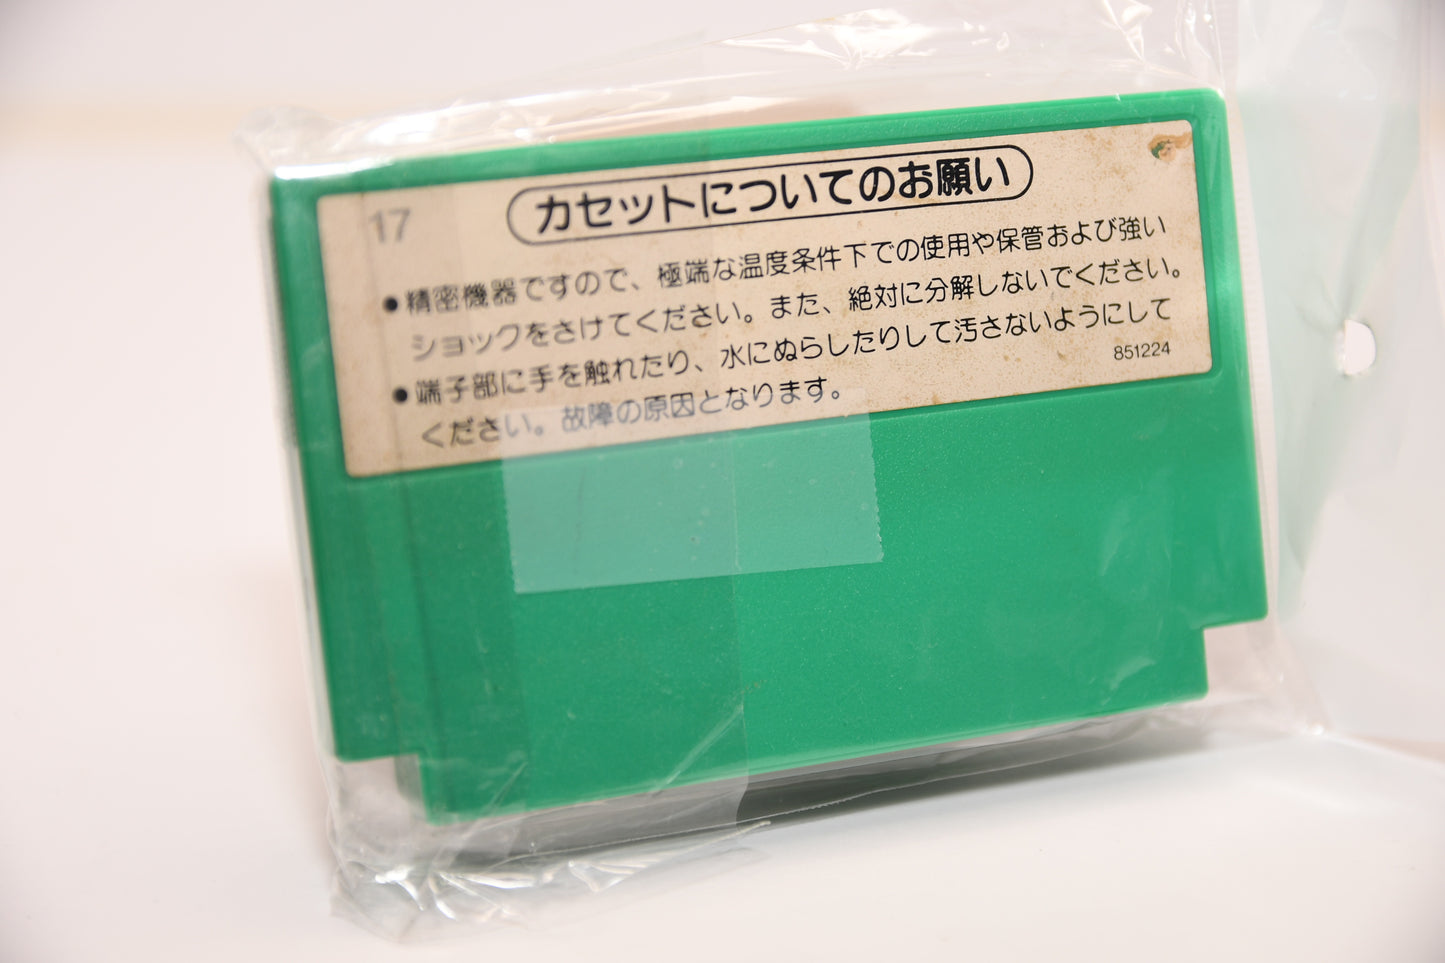 17
カセットについてのお願い
●精密機器ですので、極端な温度条件下での使用や保管および強い
ショックをさけてください。また、絶対に分解しないでください。
●端子部に手を触れたり、水にぬらしたりして汚さないようにして
ください。故障の原因となります。
851224